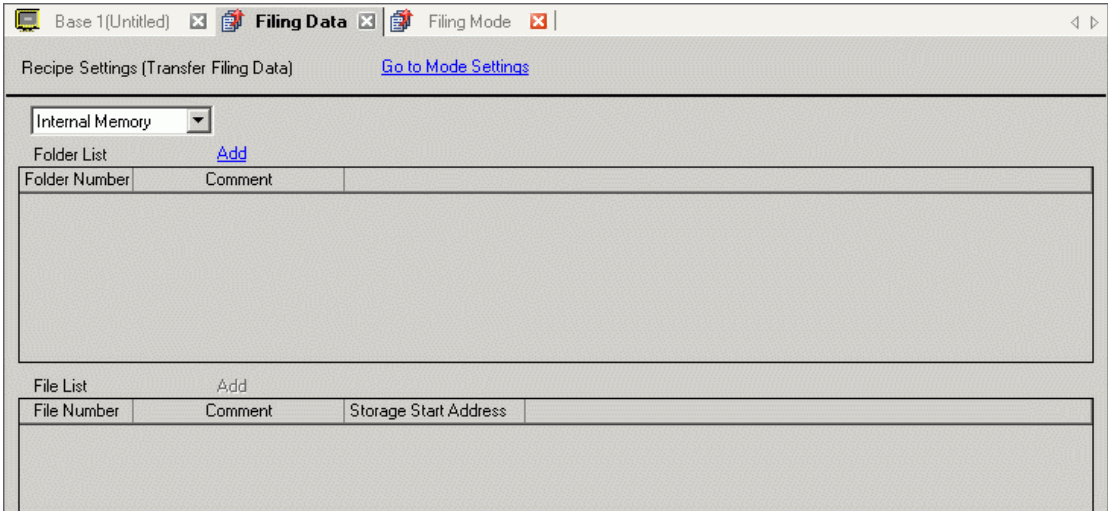 Base 1(Untitled) Filing Data Filing Mode
Recipe Settings (Transfer Filing Data) Go to Mode Settings
Internal Memory
Folder List Add
Folder Number Comment
File List Add
File Number Comment Storage Start Address